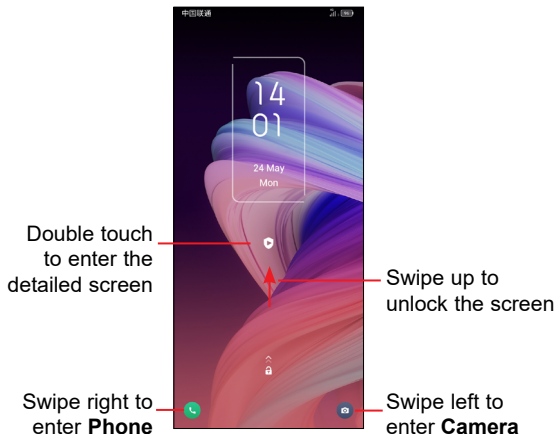 中国联通
14
01
24 May
Mon
Double touch
to enter the
detailed screen
Swipe up to
unlock the screen
Swipe right to
enter Phone
Swipe left to
enter Camera